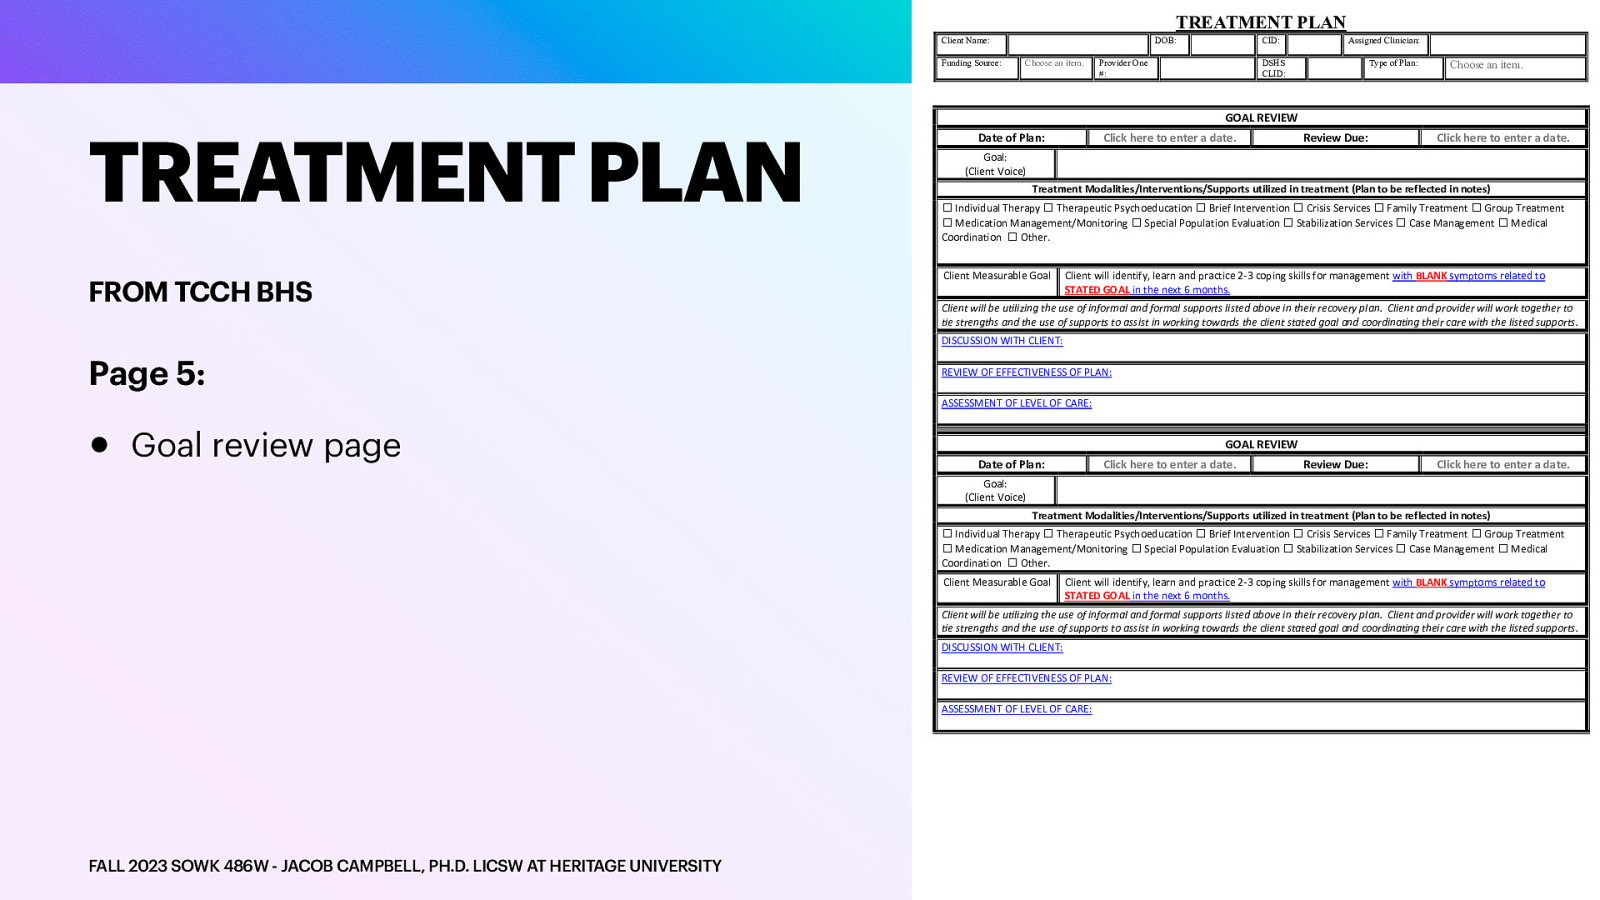 TREATMENT PLAN
FROM TCCH BHS
Page 5:
● Goal review page
FALL 2023 SOWK 486W - JACOB CAMPBELL, PH.D. LICSW AT HERITAGE UNIVERSITY
TREATMENT PLAN
Client Name: DOB: CID: Assigned Clinician:
Funding Source: Choose an item. Provider One #: DSHS CLID: Type of Plan: Choose an item.
GOAL REVIEW
Date of Plan: Click here to enter a date. Review Due: Click here to enter a date.
Goal:
(Client Voice)
Treatment Modalities/Interventions/Supports utilized in treatment (Plan to be reflected in notes)
☐ Individual Therapy ☐ Therapeutic Psychoeducation ☐ Brief Intervention ☐ Crisis Services ☐ Family Treatment ☐ Group Treatment
☐ Medication Management/Monitoring ☐ Special Population Evaluation ☐ Stabilization Services ☐ Case Management ☐ Medical
Coordination ☐ Other.
Client Measurable Goal Client will identify, learn and practice 2-3 coping skills for management with BLANK symptoms related to
STATED GOAL in the next 6 months.
Client will be utilizing the use of informal and formal supports listed above in their recovery plan. Client and provider will work together to
tie strengths and the use of supports to assist in working towards the client stated goal and coordinating their care with the listed supports.
DISCUSSION WITH CLIENT:
REVIEW OF EFFECTIVENESS OF PLAN:
ASSESSMENT OF LEVEL OF CARE:
GOAL REVIEW
Date of Plan: Click here to enter a date. Review Due: Click here to enter a date.
Goal:
(Client Voice)
Treatment Modalities/Interventions/Supports utilized in treatment (Plan to be reflected in notes)
☐ Individual Therapy ☐ Therapeutic Psychoeducation ☐ Brief Intervention ☐ Crisis Services ☐ Family Treatment ☐ Group Treatment
☐ Medication Management/Monitoring ☐ Special Population Evaluation ☐ Stabilization Services ☐ Case Management ☐ Medical
Coordination ☐ Other.
Client Measurable Goal Client will identify, learn and practice 2-3 coping skills for management with BLANK symptoms related to
STATED GOAL in the next 6 months.
Client will be utilizing the use of informal and formal supports listed above in their recovery plan. Client and provider will work together to
tie strengths and the use of supports to assist in working towards the client stated goal and coordinating their care with the listed supports.
DISCUSSION WITH CLIENT:
REVIEW OF EFFECTIVENESS OF PLAN:
ASSESSMENT OF LEVEL OF CARE: